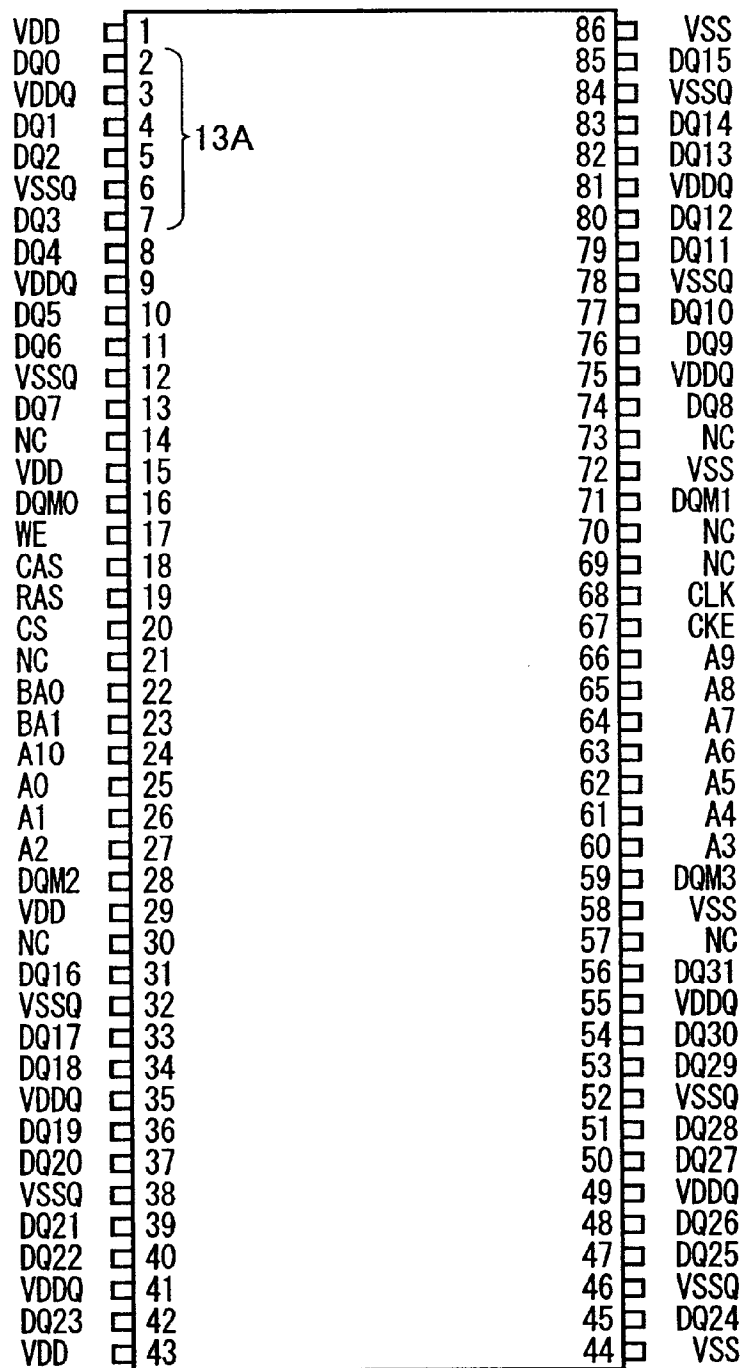 VDD 1 86 VSS
DQ0 2 85 DQ15
VDDQ 3 84 VSSQ
DQ1 4 83 DQ14
13A
DQ2 5 82 DQ13
VSSQ 6 81 VDDQ
DQ3 7 80 DQ12
DQ4 8 79 DQ11
VDDQ 9 78 VSSQ
DQ5 10 77 DQ10
DQ6 11 76 DQ9
VSSQ 12 75 VDDQ
DQ7 13 74 DQ8
NC 14 73 NC
VDD 15 72 VSS
DQM0 16 71 DQM1
WE 17 70 NC
CAS 18 69 NC
RAS 19 68 CLK
CS 20 67 CKE
NC 21 66 A9
BA0 22 65 A8
BA1 23 64 A7
A10 24 63 A6
A0 25 62 A5
A1 26 61 A4
A2 27 60 A3
DQM2 28 59 DQM3
VDD 29 58 VSS
NC 30 57 NC
DQ16 31 56 DQ31
VSSQ 32 55 VDDQ
DQ17 33 54 DQ30
DQ18 34 53 DQ29
VDDQ 35 52 VSSQ
DQ19 36 51 DQ28
DQ20 37 50 DQ27
VSSQ 38 49 VDDQ
DQ21 39 48 DQ26
DQ22 40 47 DQ25
VDDQ 41 46 VSSQ
DQ23 42 45 DQ24
VDD 43 44 VSS